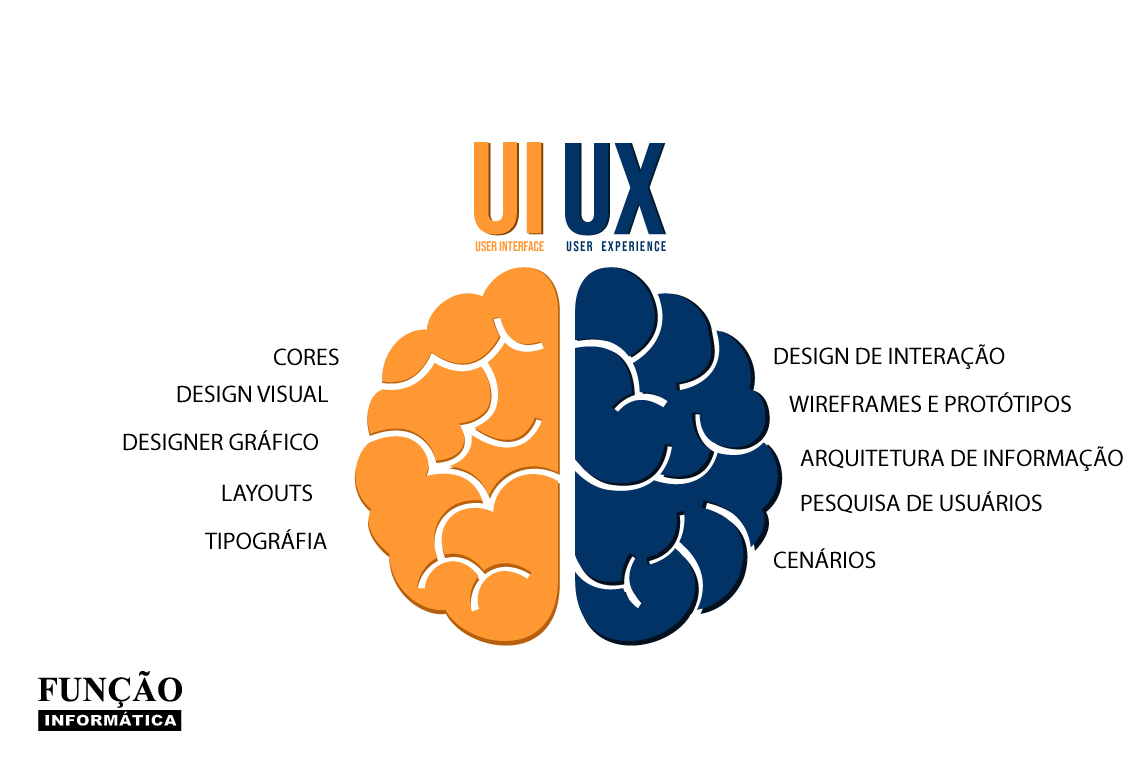 UI UX
USER INTERFACE USER EXPERIENCE
CORES
DESIGN VISUAL
DESIGNER GRÁFICO
LAYOUTS
TIPOGRÁFIA
DESIGN DE INTERAÇÃO
WIREFRAMES E PROTÓTIPOS
ARQUITETURA DE INFORMAÇÃO
PESQUISA DE USUÁRIOS
CENÁRIOS
FUNÇÃO
INFORMÁTICA